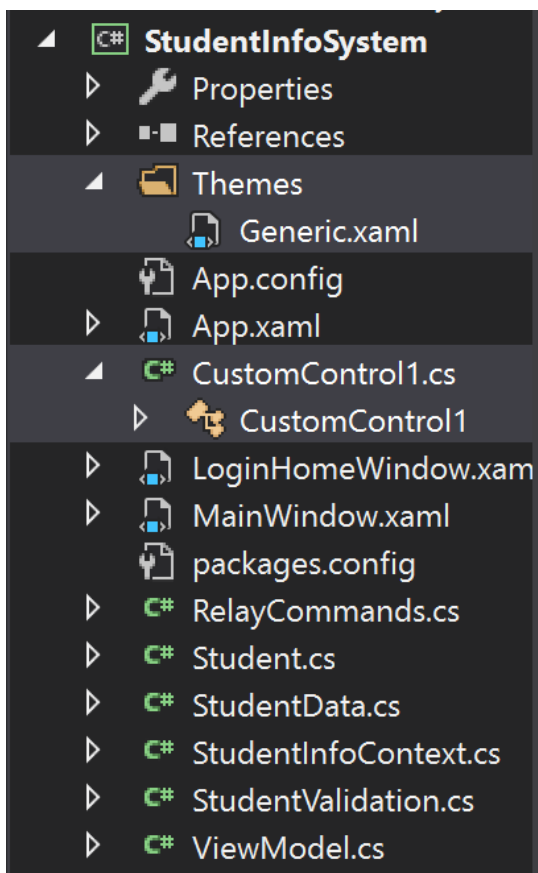 C# StudentInfoSystem
Properties
References
Themes
Generic.xaml
App.config
App.xaml
C# CustomControl1.cs
CustomControl1
LoginHomeWindow.xam
MainWindow.xaml
packages.config
C# RelayCommands.cs
C# Student.cs
C# StudentData.cs
C# StudentInfoContext.cs
C# StudentValidation.cs
C# ViewModel.cs